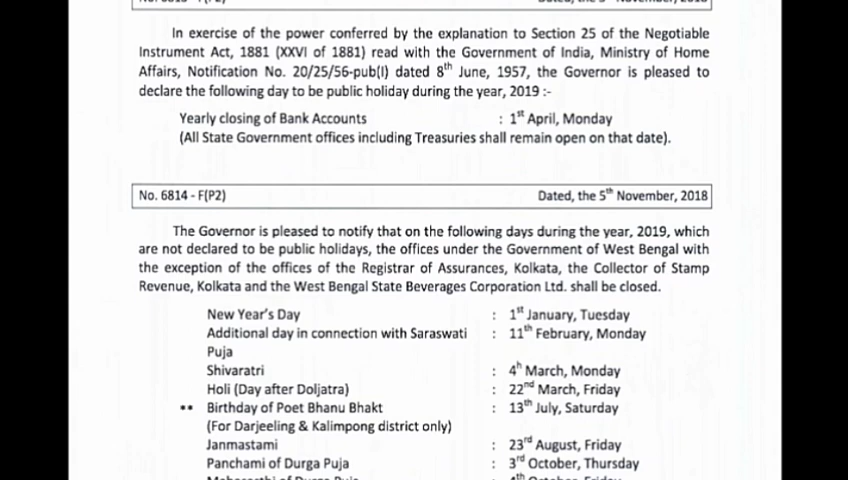 In exercise of the power conferred by the explanation to Section 25 of the Negotiable
Instrument Act, 1881 (XXVI of 1881) read with the Government of India, Ministry of Home
Affairs, Notification No. 20/25/56-pub(I) dated 8th June, 1957, the Governor is pleased to
declare the following day to be public holiday during the year, 2019 :-
Yearly closing of Bank Accounts : 1st April, Monday
(All State Government offices including Treasuries shall remain open on that date).
No. 6814 - F(P2) Dated, the 5th November, 2018
The Governor is pleased to notify that on the following days during the year, 2019, which
are not declared to be public holidays, the offices under the Government of West Bengal with
the exception of the offices of the Registrar of Assurances, Kolkata, the Collector of Stamp
Revenue, Kolkata and the West Bengal State Beverages Corporation Ltd. shall be closed.
New Year's Day : 1st January, Tuesday
Additional day in connection with Saraswati : 11th February, Monday
Puja
Shivaratri : 4h March, Monday
Holi (Day after Doljatra) : 22nd March, Friday
•• Birthday of Poet Bhanu Bhakt : 13th July, Saturday
(For Darjeeling & Kalimpong district only)
Janmastami : 23rd August, Friday
Panchami of Durga Puja : 3rd October, Thursday